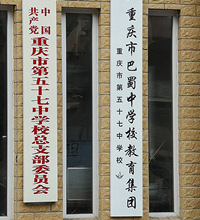 中国
共产党
重庆市第五十七中学校总支部委员会
重庆市巴蜀中学校教育集团
重庆市第五十七中学校